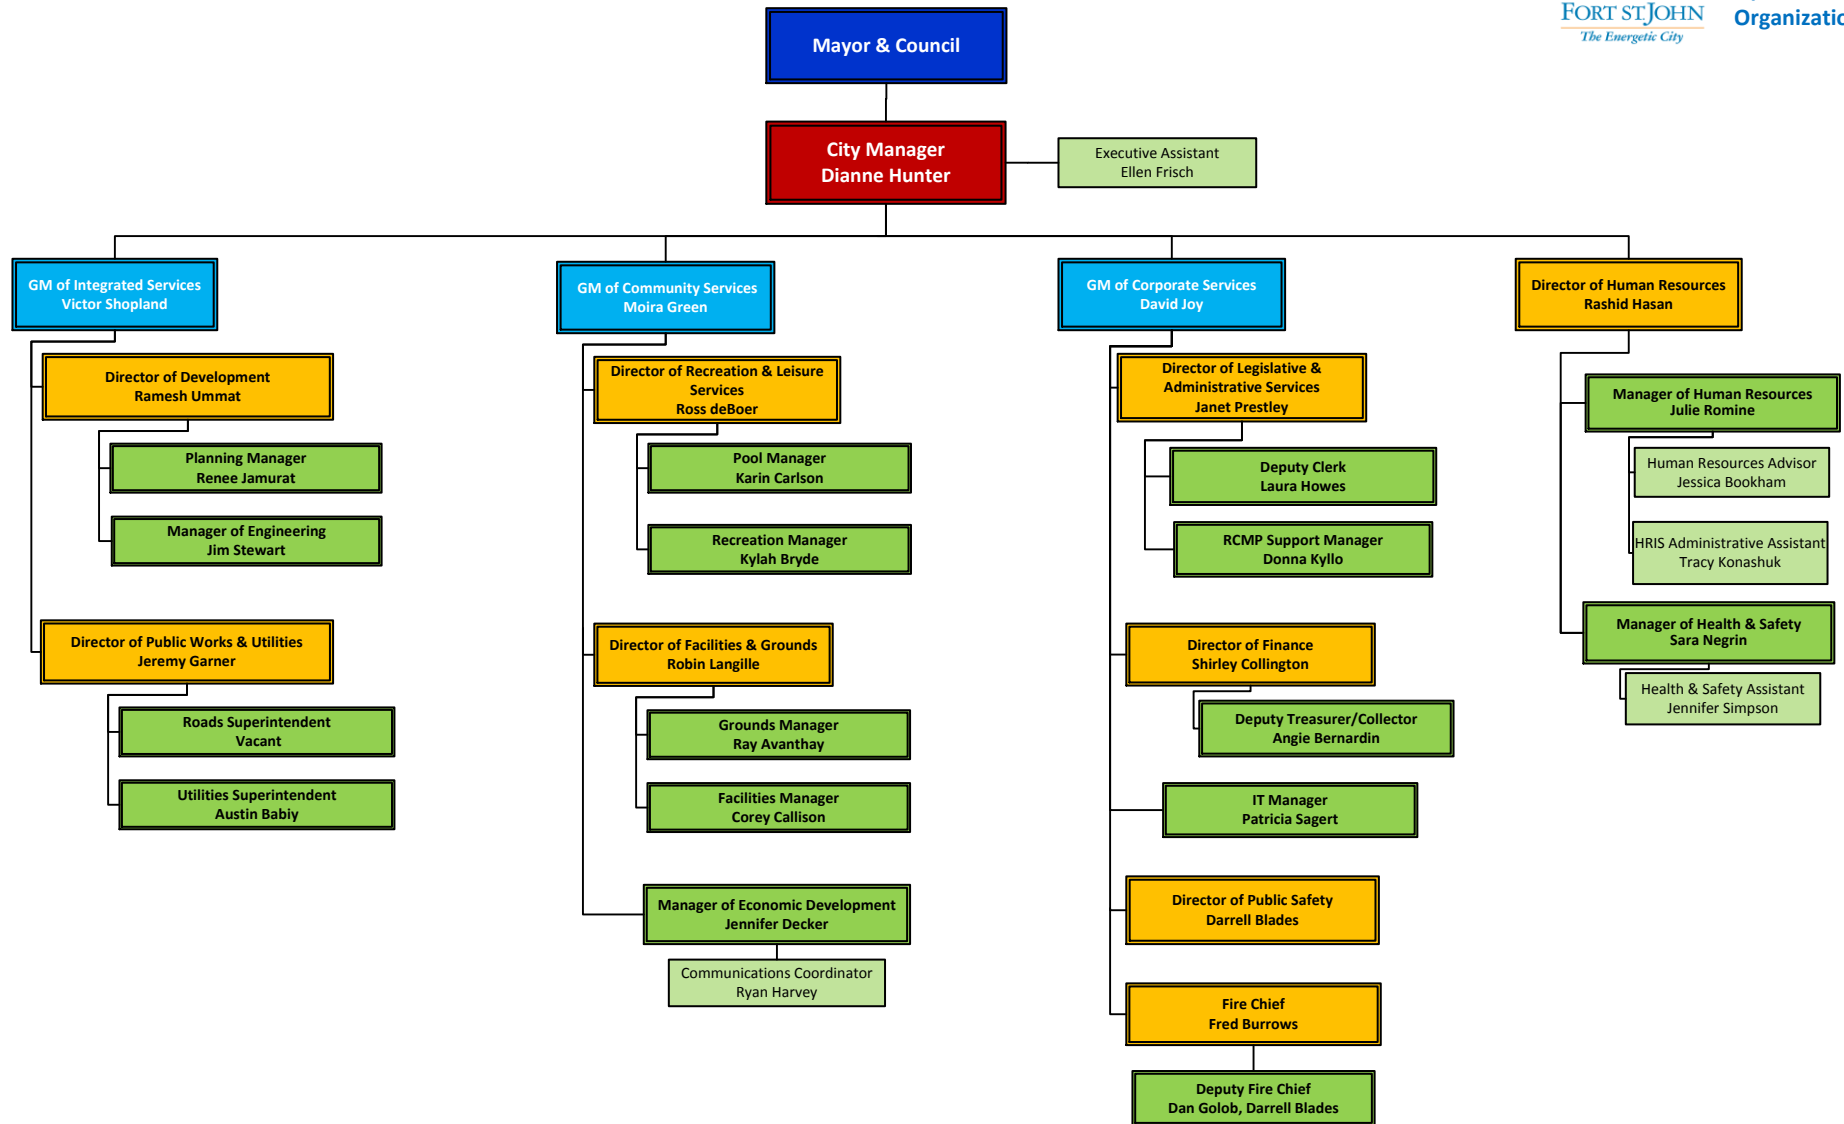 FORT ST.JOHN
The Energetic City
Mayor & Council
City Manager
Dianne Hunter
Executive Assistant
Ellen Frisch
GM of Integrated Services
Victor Shopland
Director of Development
Ramesh Ummat
Planning Manager
Renee Jamurat
Manager of Engineering
Jim Stewart
Director of Public Works & Utilities
Jeremy Garner
Roads Superintendent
Vacant
Utilities Superintendent
Austin Babiy
GM of Community Services
Moira Green
Director of Recreation & Leisure
Services
Ross deBoer
Pool Manager
Karin Carlson
Recreation Manager
Kylah Bryde
Director of Facilities & Grounds
Robin Langille
Grounds Manager
Ray Avanthay
Facilities Manager
Corey Callison
Manager of Economic Development
Jennifer Decker
Communications Coordinator
Ryan Harvey
GM of Corporate Services
David Joy
Director of Legislative &
Administrative Services
Janet Prestley
Deputy Clerk
Laura Howes
RCMP Support Manager
Donna Kyllo
Director of Finance
Shirley Collington
Deputy Treasurer/Collector
Angie Bernardin
IT Manager
Patricia Sagert
Director of Public Safety
Darrell Blades
Fire Chief
Fred Burrows
Deputy Fire Chief
Dan Golob, Darrell Blades
Director of Human Resources
Rashid Hasan
Manager of Human Resources
Julie Romine
Human Resources Advisor
Jessica Bookham
HRIS Administrative Assistant
Tracy Konashuk
Manager of Health & Safety
Sara Negrin
Health & Safety Assistant
Jennifer Simpson